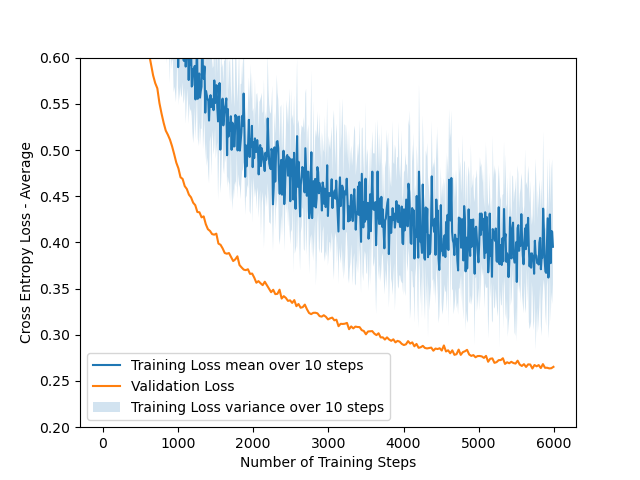 0.60
0.55
0.50
0.45
0.40
0.35
0.30
0.25
0.20
Cross Entropy Loss - Average
Training Loss mean over 10 steps
Validation Loss
Training Loss variance over 10 steps
0 1000 2000 3000 4000 5000 6000
Number of Training Steps